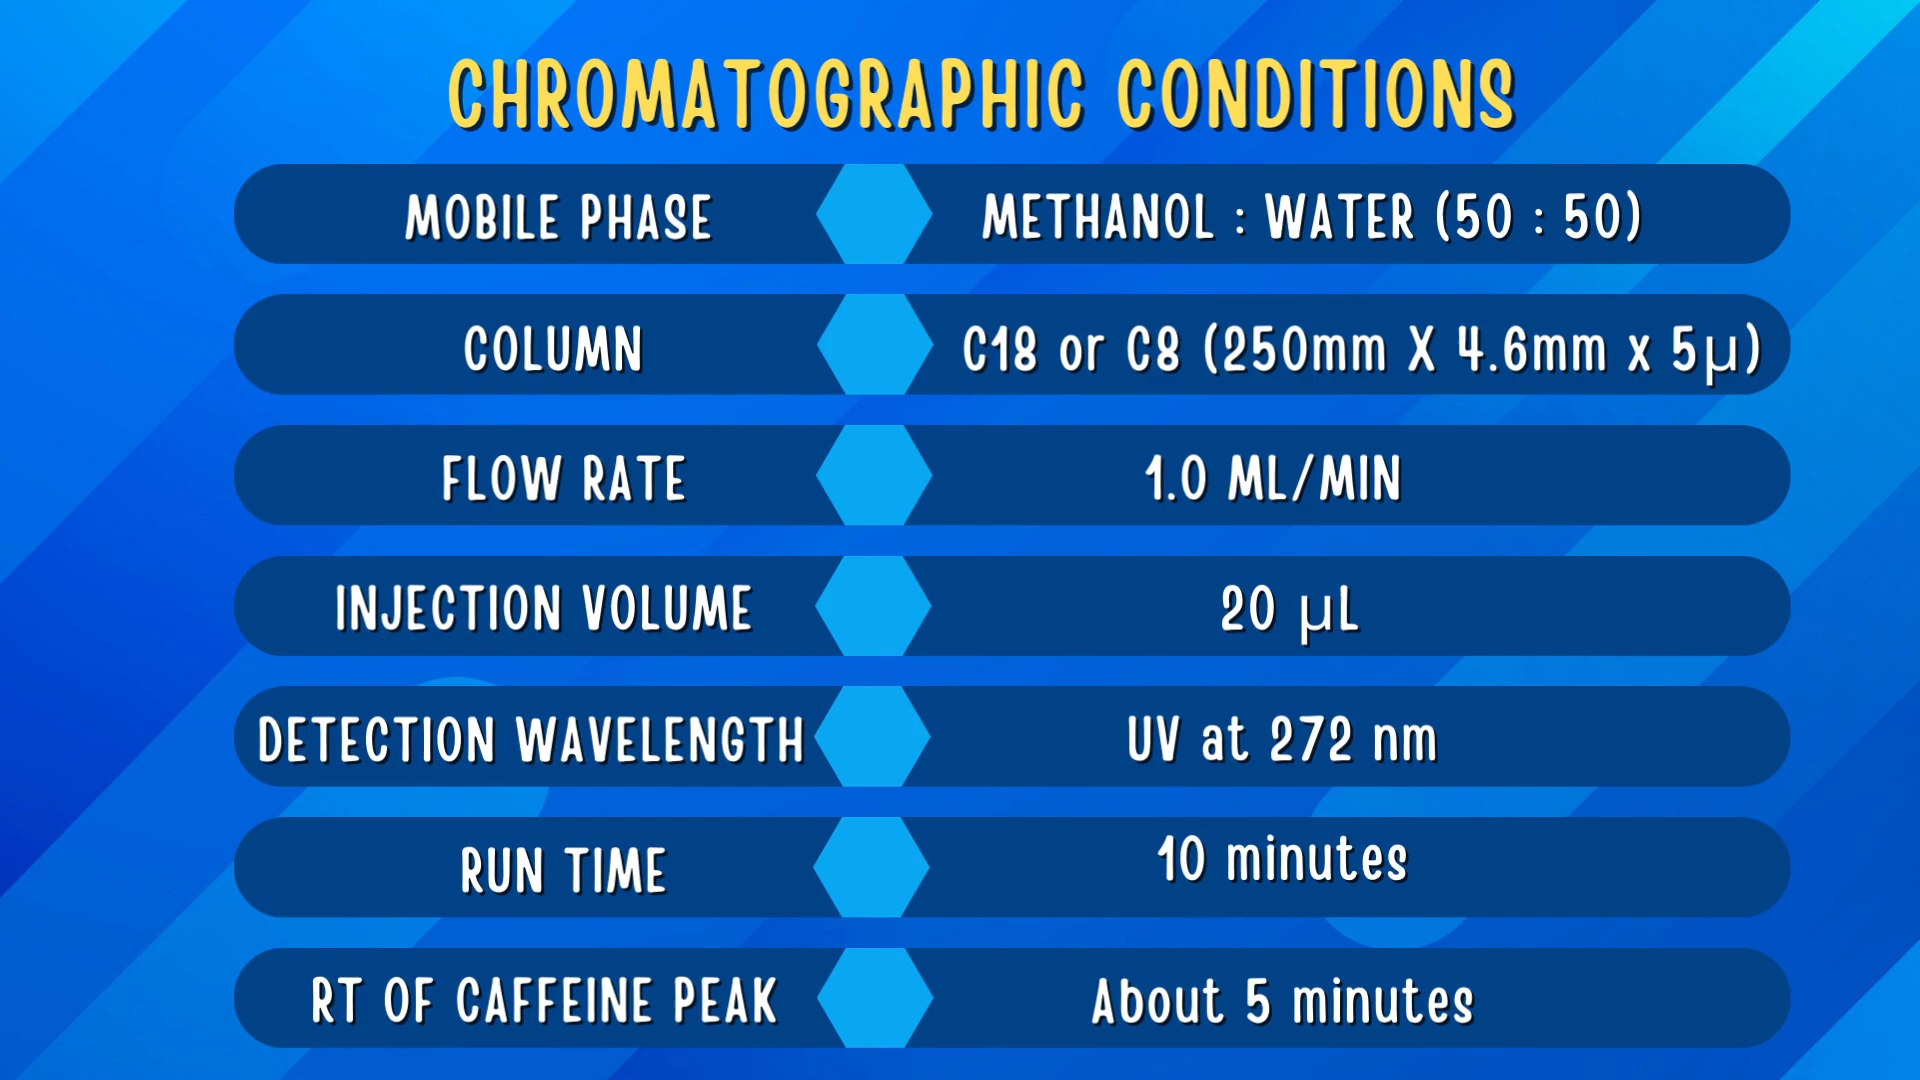 CHROMATOGRAPHIC CONDITIONS
MOBILE PHASE METHANOL : WATER (50 : 50)
COLUMN C18 or C8 (250mm X 4.6mm x 5µ)
FLOW RATE 1.0 ML/MIN
INJECTION VOLUME 20 µL
DETECTION WAVELENGTH UV at 272 nm
RUN TIME 10 minutes
RT OF CAFFEINE PEAK About 5 minutes